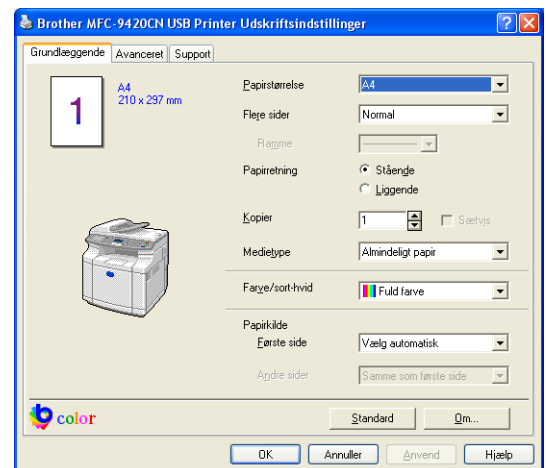 Brother MFC-9420CN USB Printer Udskriftsindstillinger
Grundlæggende Avanceret Support
1
A4
210 x 297 mm
Papirstørrelse A4
Flere sider Normal
Ramme
Papirretning Stående
Liggende
Kopier 1 Sætvis
Medietype Almindeligt papir
Farve/sort-hvid Fuld farve
Papirkilde
Første side Vælg automatisk
Andre sider Samme som første side
b color Standard Om...
OK Annuller Anvend Hjælp